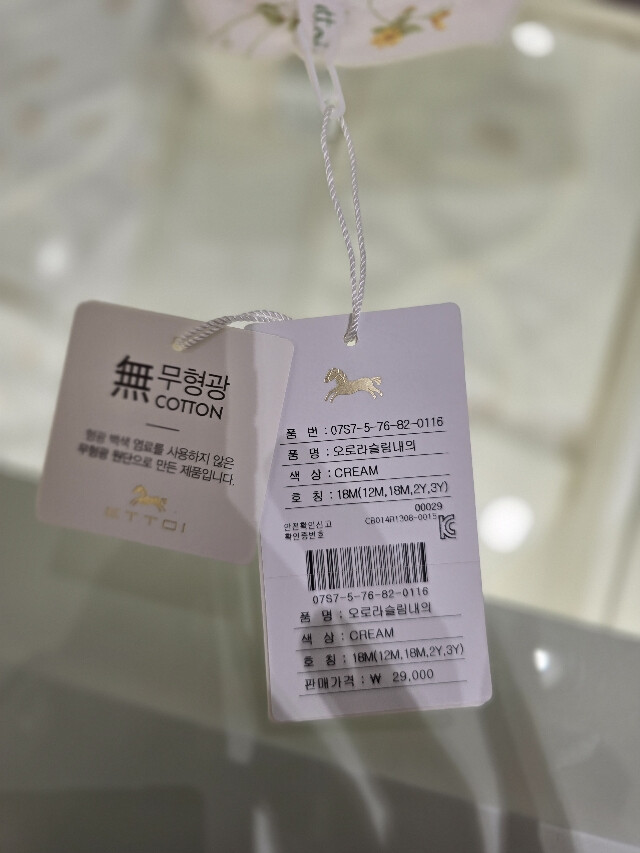 無 무형광
COTTON
형광 백색 염료를 사용하지 않은
무형광 원단으로 만든 제품입니다.
ETTOI
품 번 : 07S7-5-76-82-0116
품 명 : 오로라슬림내의
색 상 : CREAM
호 칭 : 18M(12M,18M,2Y,3Y)
00029
안전확인신고
확인증번호
CB014R1308-0015
07S7-5-76-82-0116
품 명 : 오로라슬림내의
색 상 : CREAM
호 칭 : 18M(12M,18M,2Y,3Y)
판매가격 : ₩ 29,000